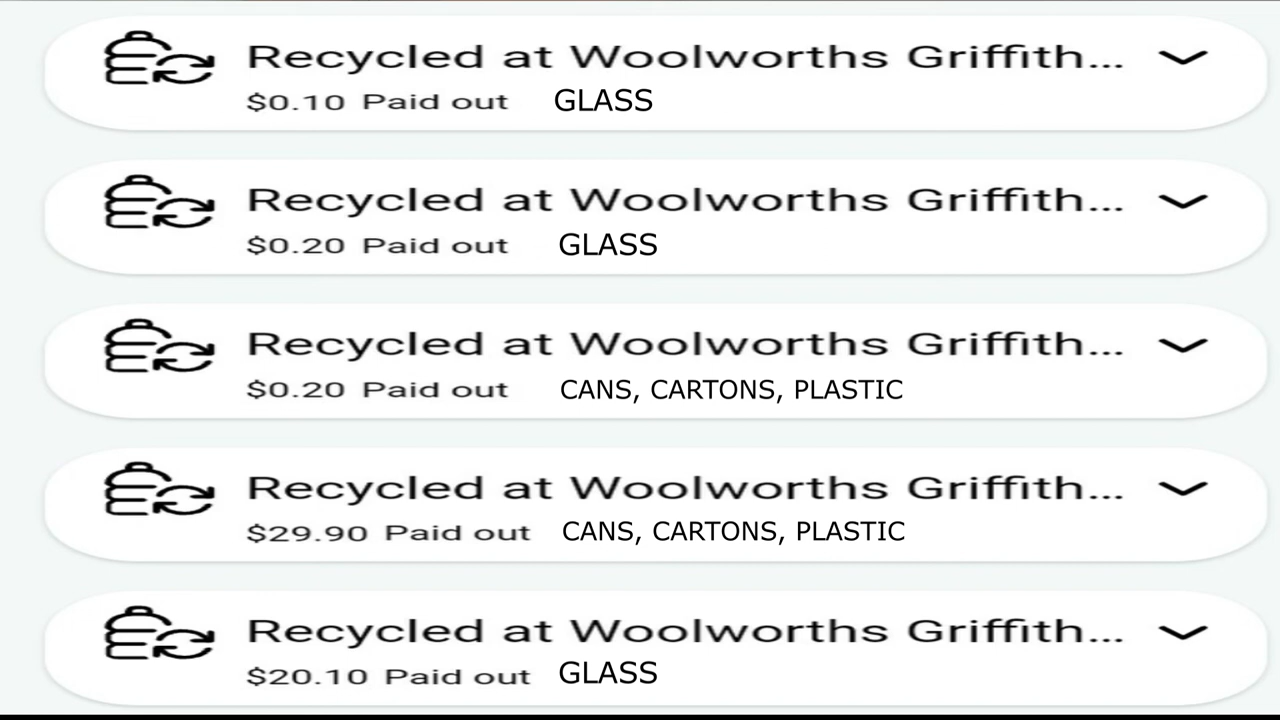 Recycled at Woolworths Griffith...
$0.10 Paid out GLASS
Recycled at Woolworths Griffith...
$0.20 Paid out GLASS
Recycled at Woolworths Griffith...
$0.20 Paid out CANS, CARTONS, PLASTIC
Recycled at Woolworths Griffith...
$29.90 Paid out CANS, CARTONS, PLASTIC
Recycled at Woolworths Griffith...
$20.10 Paid out GLASS